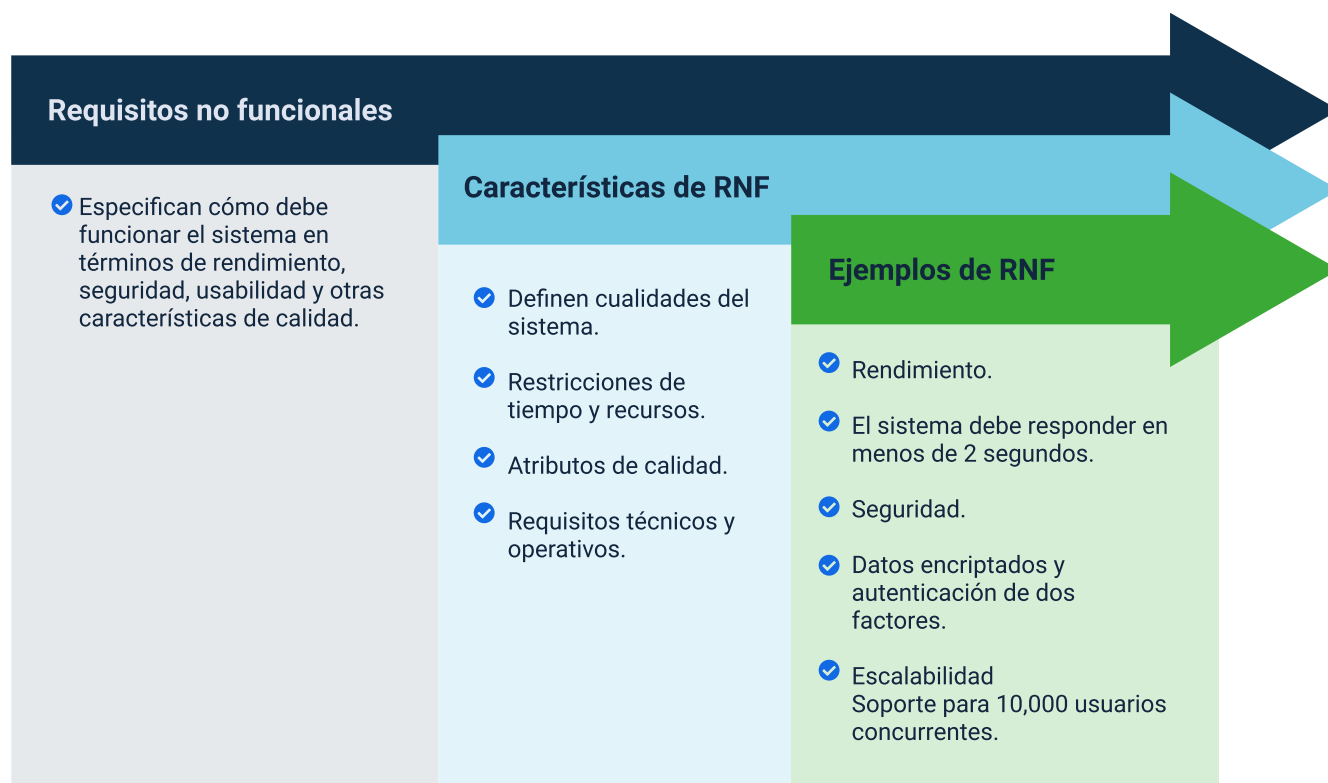 Requisitos no funcionales
Especifican cómo debe
funcionar el sistema en
términos de rendimiento,
seguridad, usabilidad y otras
características de calidad.
Características de RNF
Definen cualidades del
sistema.
Restricciones de
tiempo y recursos.
Atributos de calidad.
Requisitos técnicos y
operativos.
Ejemplos de RNF
Rendimiento.
El sistema debe responder en
menos de 2 segundos.
Seguridad.
Datos encriptados y
autenticación de dos
factores.
Escalabilidad
Soporte para 10,000 usuarios
concurrentes.